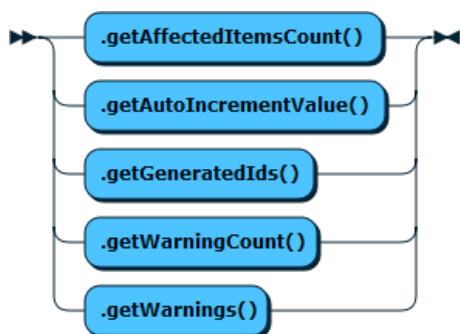 .getAffectedItemsCount()
.getAutoIncrementValue()
.getGeneratedIds()
.getWarningCount()
.getWarnings()